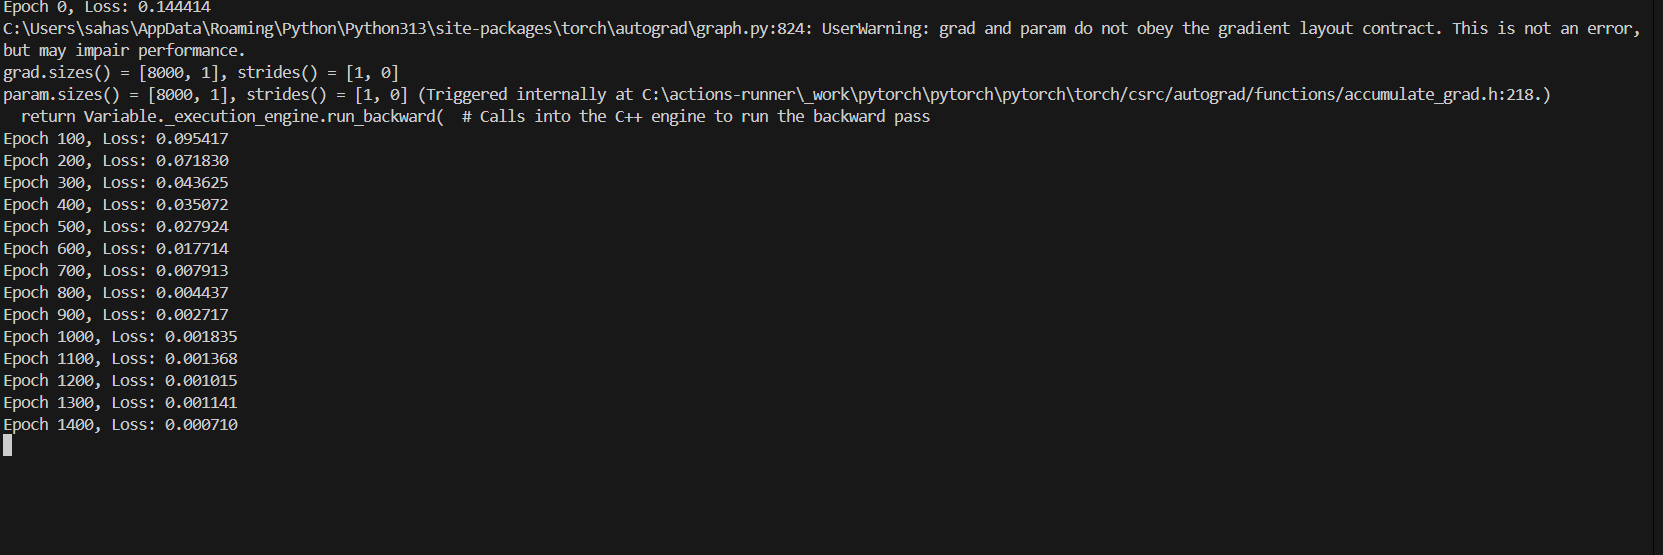 Epoch 0, Loss: 0.144414
C:\Users\sahas\AppData\Roaming\Python\Python313\site-packages\torch\autograd\graph.py:824: UserWarning: grad and param do not obey the gradient layout contract. This is not an error,
but may impair performance.
grad.sizes() = [8000, 1], strides() = [1, 0]
param.sizes() = [8000, 1], strides() = [1, 0] (Triggered internally at C:\actions-runner\_work\pytorch\pytorch\pytorch\torch/csrc/autograd/functions/accumulate_grad.h:218.)
  return Variable._execution_engine.run_backward(  # Calls into the C++ engine to run the backward pass
Epoch 100, Loss: 0.095417
Epoch 200, Loss: 0.071830
Epoch 300, Loss: 0.043625
Epoch 400, Loss: 0.035072
Epoch 500, Loss: 0.027924
Epoch 600, Loss: 0.017714
Epoch 700, Loss: 0.007913
Epoch 800, Loss: 0.004437
Epoch 900, Loss: 0.002717
Epoch 1000, Loss: 0.001835
Epoch 1100, Loss: 0.001368
Epoch 1200, Loss: 0.001015
Epoch 1300, Loss: 0.001141
Epoch 1400, Loss: 0.000710